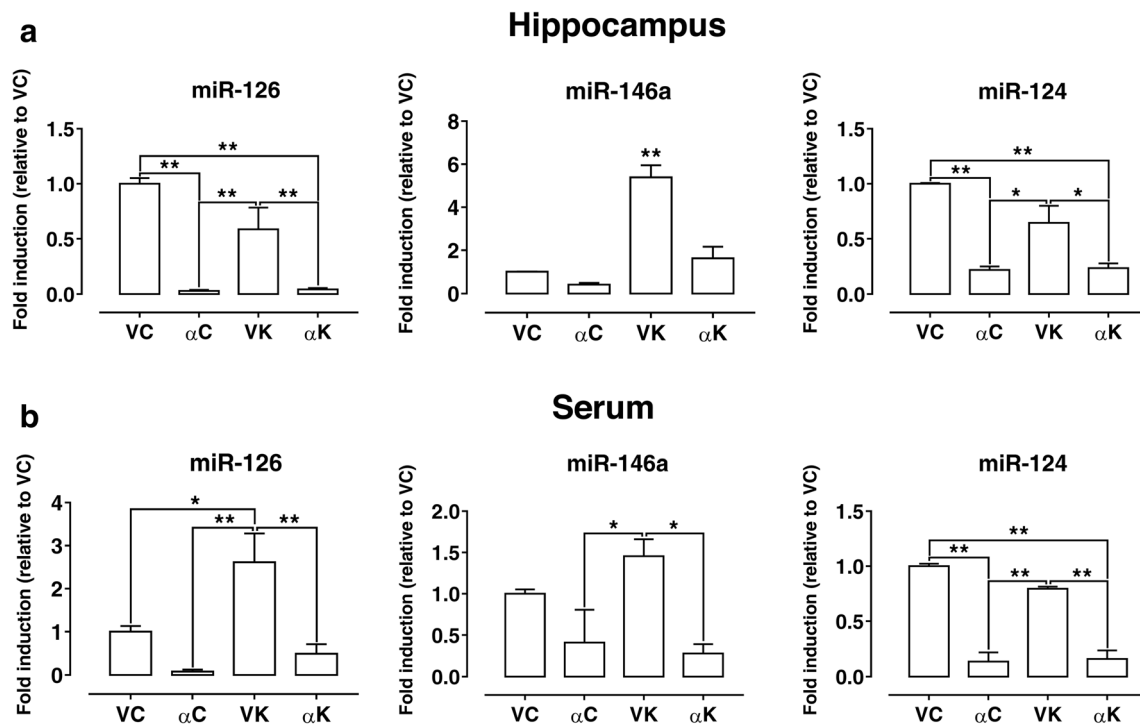 a
Hippocampus
miR-126
Fold induction (relative to VC)
1.5
1.0
0.5
0.0
**
**
**
**
VC αC VK αK
miR-146a
Fold induction (relative to VC)
8
6
4
2
0
**
VC αC VK αK
miR-124
Fold induction (relative to VC)
1.5
1.0
0.5
0.0
**
**
*
*
VC αC VK αK
b
Serum
miR-126
Fold induction (relative to VC)
4
3
2
1
0
*
**
**
VC αC VK αK
miR-146a
Fold induction (relative to VC)
2.0
1.5
1.0
0.5
0.0
*
*
VC αC VK αK
miR-124
Fold induction (relative to VC)
1.5
1.0
0.5
0.0
**
**
**
**
VC αC VK αK